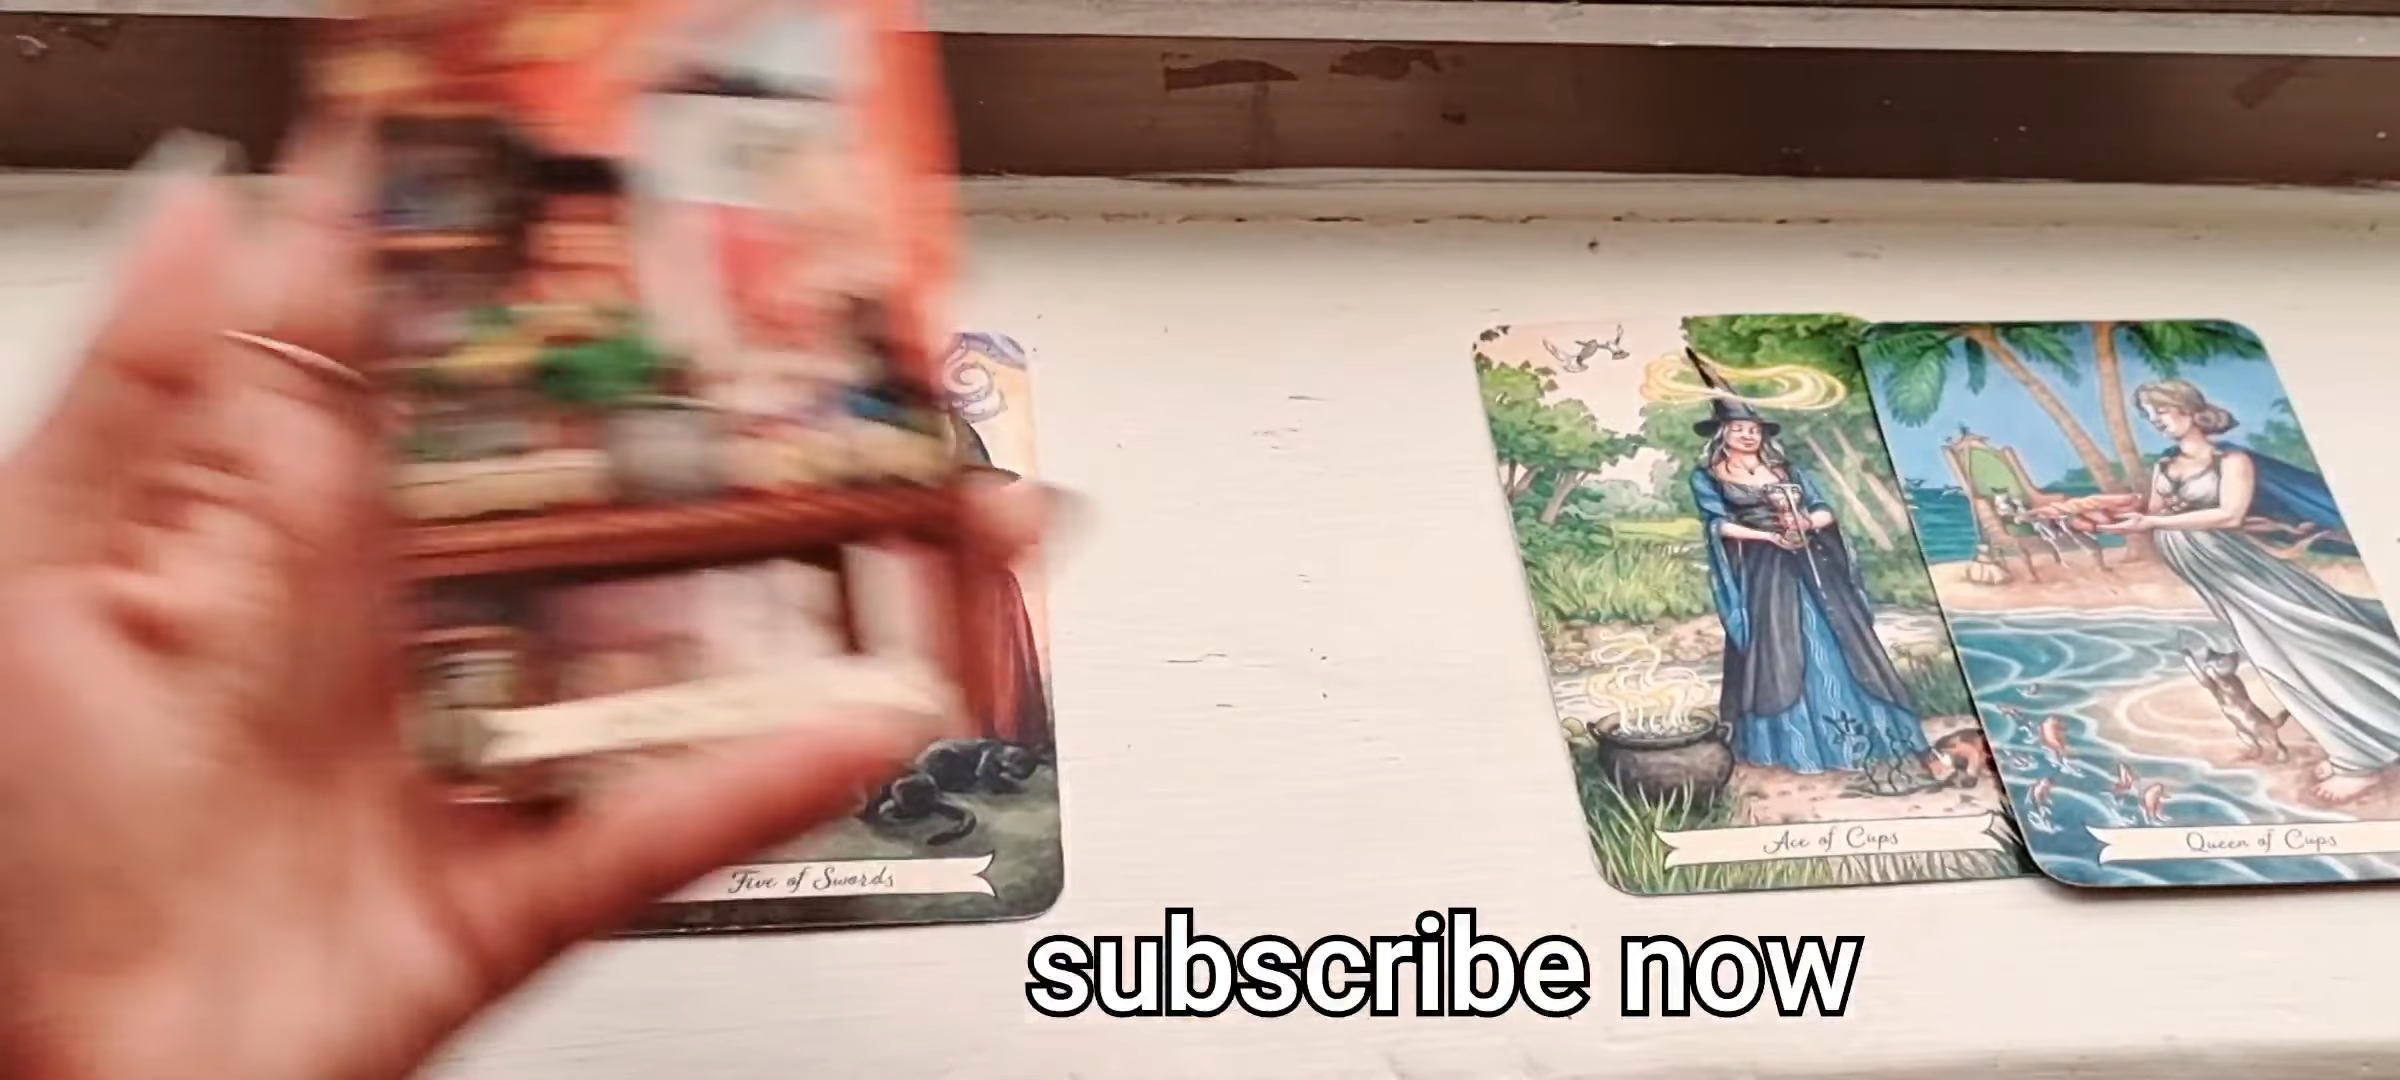 Five of Swords
Ace of Cups
Queen of Cups
subscribe now